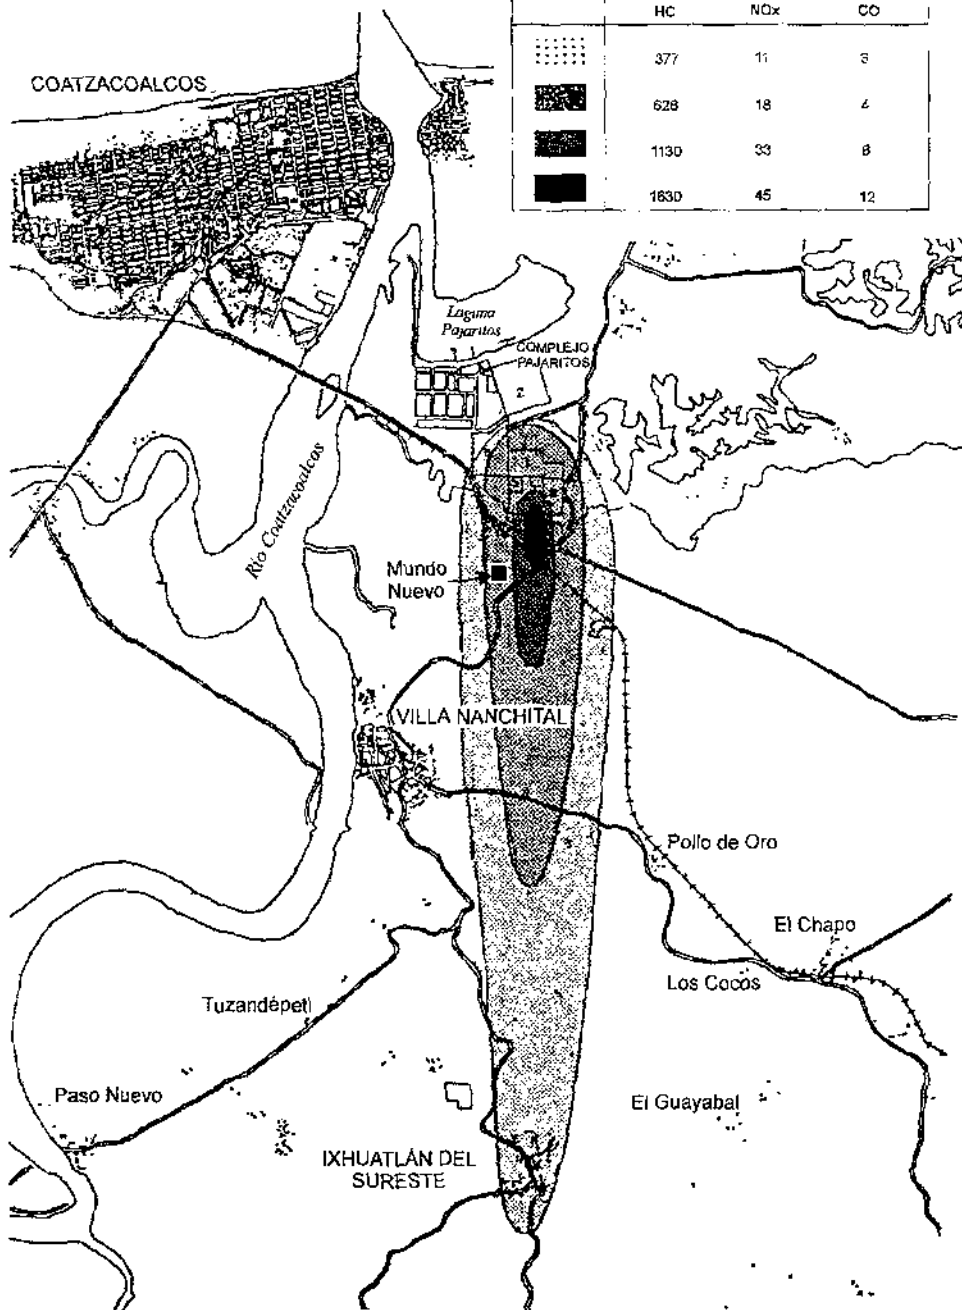 HC NOx CO
377 11 3
628 18 4
1130 33 8
1630 45 12
COATZACOALCOS
Laguna
Pajaritos
COMPLEJO
PAJARITOS
2
Río Coatzacoalcos
Mundo
Nuevo
VILLA NANCHITAL
Pollo de Oro
El Chapo
Los Cocos
Tuzandépetl
Paso Nuevo
El Guayabal
IXHUATLÁN DEL
SURESTE